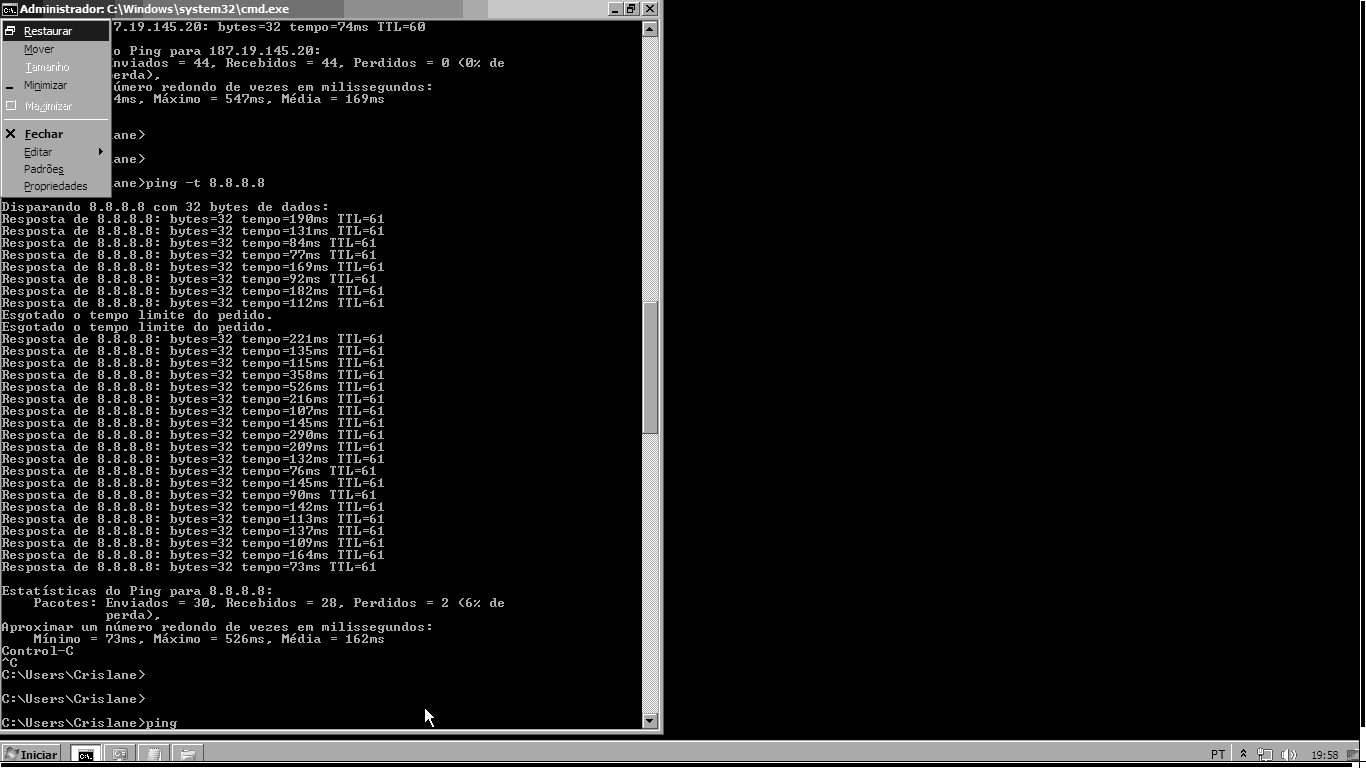 Administrador: C:\Windows\system32\cmd.exe
Restaurar
Mover
Tamanho
Minimizar
Maximizar
Fechar
Editar
Padrões
Propriedades
7.19.145.20: bytes=32 tempo=74ms TTL=60
o Ping para 187.19.145.20:
nviados = 44, Recebidos = 44, Perdidos = 0 (0% de
erda),
úmero redondo de vezes em milissegundos:
4ms, Máximo = 547ms, Média = 169ms
ane>
ane>
ane>ping -t 8.8.8.8
Disparando 8.8.8.8 com 32 bytes de dados:
Resposta de 8.8.8.8: bytes=32 tempo=190ms TTL=61
Resposta de 8.8.8.8: bytes=32 tempo=131ms TTL=61
Resposta de 8.8.8.8: bytes=32 tempo=84ms TTL=61
Resposta de 8.8.8.8: bytes=32 tempo=77ms TTL=61
Resposta de 8.8.8.8: bytes=32 tempo=169ms TTL=61
Resposta de 8.8.8.8: bytes=32 tempo=92ms TTL=61
Resposta de 8.8.8.8: bytes=32 tempo=182ms TTL=61
Resposta de 8.8.8.8: bytes=32 tempo=112ms TTL=61
Esgotado o tempo limite do pedido.
Esgotado o tempo limite do pedido.
Resposta de 8.8.8.8: bytes=32 tempo=221ms TTL=61
Resposta de 8.8.8.8: bytes=32 tempo=135ms TTL=61
Resposta de 8.8.8.8: bytes=32 tempo=115ms TTL=61
Resposta de 8.8.8.8: bytes=32 tempo=358ms TTL=61
Resposta de 8.8.8.8: bytes=32 tempo=526ms TTL=61
Resposta de 8.8.8.8: bytes=32 tempo=216ms TTL=61
Resposta de 8.8.8.8: bytes=32 tempo=107ms TTL=61
Resposta de 8.8.8.8: bytes=32 tempo=145ms TTL=61
Resposta de 8.8.8.8: bytes=32 tempo=290ms TTL=61
Resposta de 8.8.8.8: bytes=32 tempo=209ms TTL=61
Resposta de 8.8.8.8: bytes=32 tempo=132ms TTL=61
Resposta de 8.8.8.8: bytes=32 tempo=76ms TTL=61
Resposta de 8.8.8.8: bytes=32 tempo=145ms TTL=61
Resposta de 8.8.8.8: bytes=32 tempo=90ms TTL=61
Resposta de 8.8.8.8: bytes=32 tempo=142ms TTL=61
Resposta de 8.8.8.8: bytes=32 tempo=113ms TTL=61
Resposta de 8.8.8.8: bytes=32 tempo=137ms TTL=61
Resposta de 8.8.8.8: bytes=32 tempo=109ms TTL=61
Resposta de 8.8.8.8: bytes=32 tempo=164ms TTL=61
Resposta de 8.8.8.8: bytes=32 tempo=73ms TTL=61
Estatísticas do Ping para 8.8.8.8:
Pacotes: Enviados = 30, Recebidos = 28, Perdidos = 2 (6% de
perda),
Aproximar um número redondo de vezes em milissegundos:
Mínimo = 73ms, Máximo = 526ms, Média = 162ms
Control-C
^C
C:\Users\Crislane>
C:\Users\Crislane>
C:\Users\Crislane>ping
Iniciar
PT
19:58